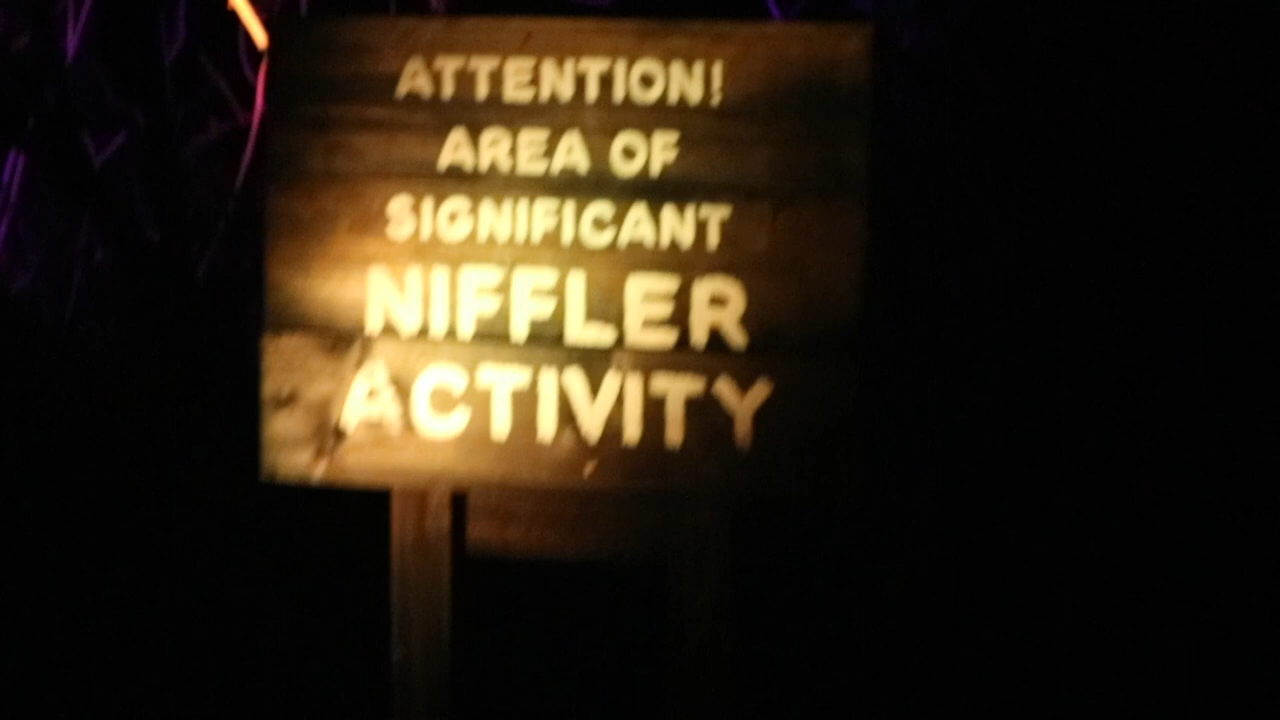 ATTENTION!
AREA OF
SIGNIFICANT
NIFFLER
ACTIVITY